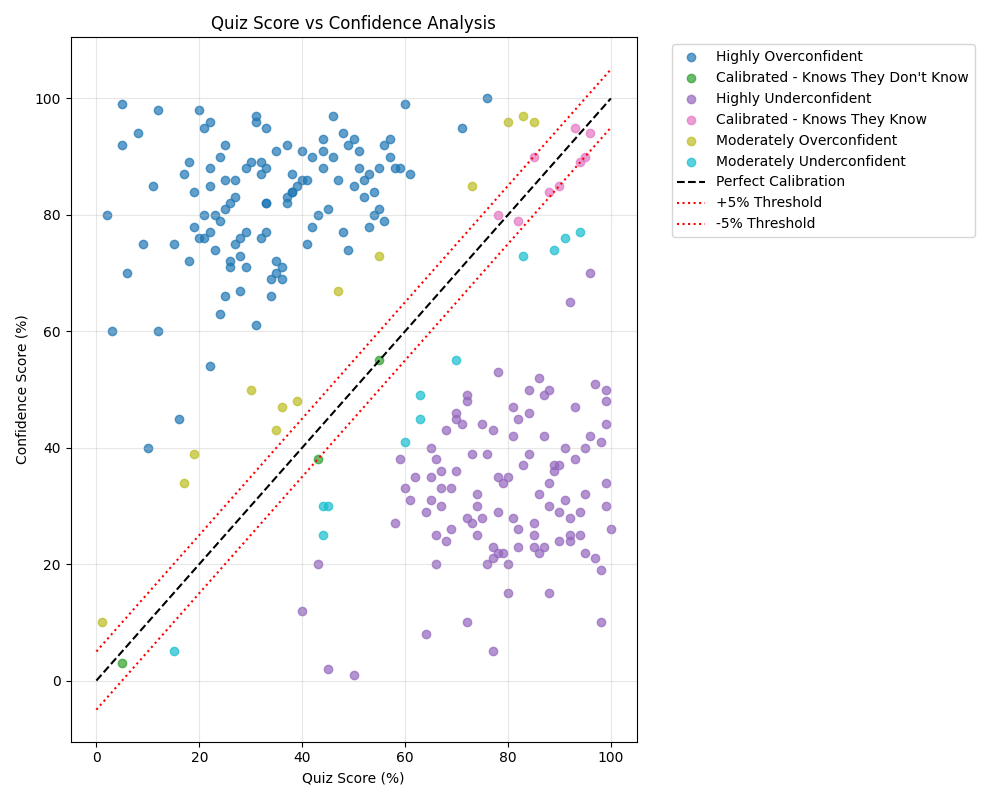 Quiz Score vs Confidence Analysis
Highly Overconfident
Calibrated - Knows They Don't Know
Highly Underconfident
Calibrated - Knows They Know
Moderately Overconfident
Moderately Underconfident
Perfect Calibration
+5% Threshold
-5% Threshold
Confidence Score (%)
100
80
60
40
20
0
0 20 40 60 80 100
Quiz Score (%)